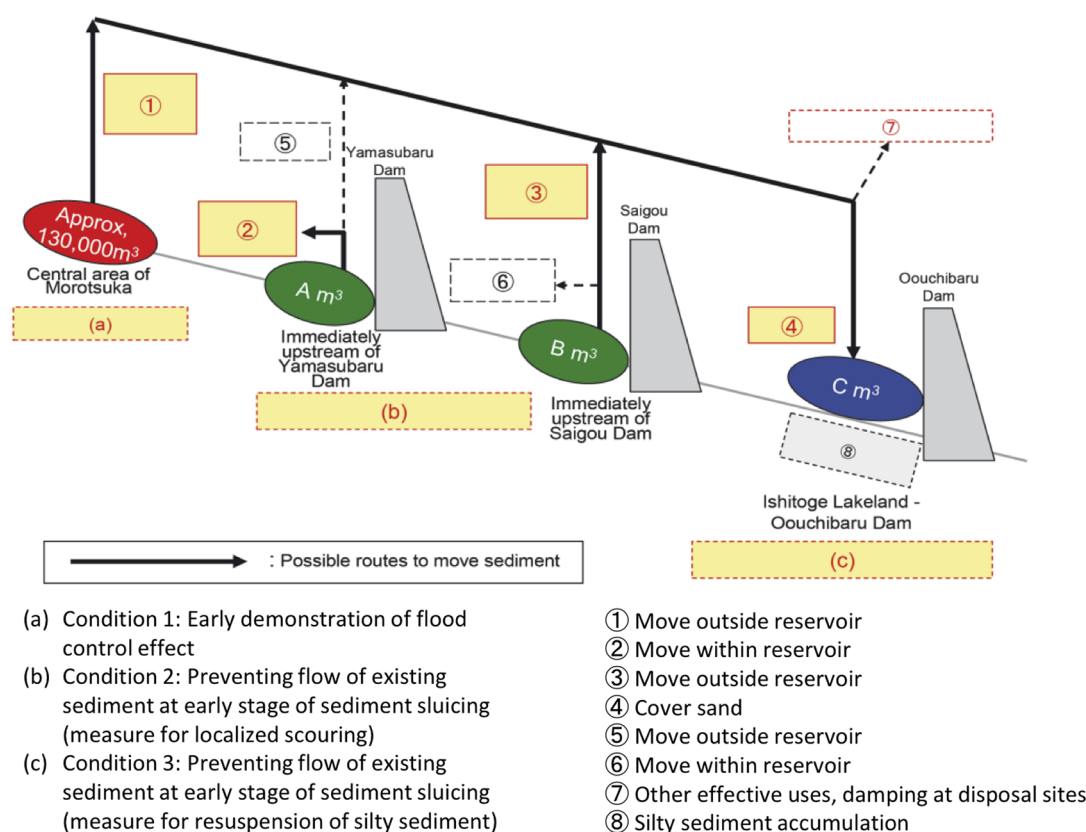 ①
⑦
⑤
Yamasubaru
Dam
③
Saigou
Dam
Approx,
130,000m³
②
Central area of
Morotsuka
(a)
A m³
⑥
Oouchibaru
Dam
Immediately
upstream of
Yamasubaru
Dam
B m³
④
(b)
Immediately
upstream of
Saigou Dam
C m³
⑧
Ishitoge Lakeland -
Oouchibaru Dam
(c)
: Possible routes to move sediment
(a) Condition 1: Early demonstration of flood
control effect
(b) Condition 2: Preventing flow of existing
sediment at early stage of sediment sluicing
(measure for localized scouring)
(c) Condition 3: Preventing flow of existing
sediment at early stage of sediment sluicing
(measure for resuspension of silty sediment)
① Move outside reservoir
② Move within reservoir
③ Move outside reservoir
④ Cover sand
⑤ Move outside reservoir
⑥ Move within reservoir
⑦ Other effective uses, damping at disposal sites
⑧ Silty sediment accumulation